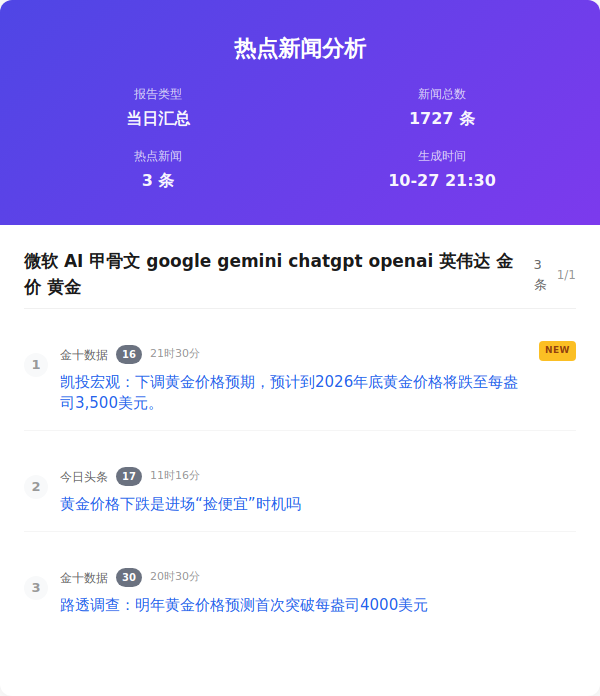 热点新闻分析
报告类型
当日汇总
新闻总数
1727 条
热点新闻
3 条
生成时间
10-27 21:30
微软 AI 甲骨文 google gemini chatgpt openai 英伟达 金
价 黄金
3
条
1/1
1
金十数据 16 21时30分
NEW
凯投宏观：下调黄金价格预期，预计到2026年底黄金价格将跌至每盎
司3,500美元。
2
今日头条 17 11时16分
黄金价格下跌是进场“捡便宜”时机吗
3
金十数据 30 20时30分
路透调查：明年黄金价格预测首次突破每盎司4000美元